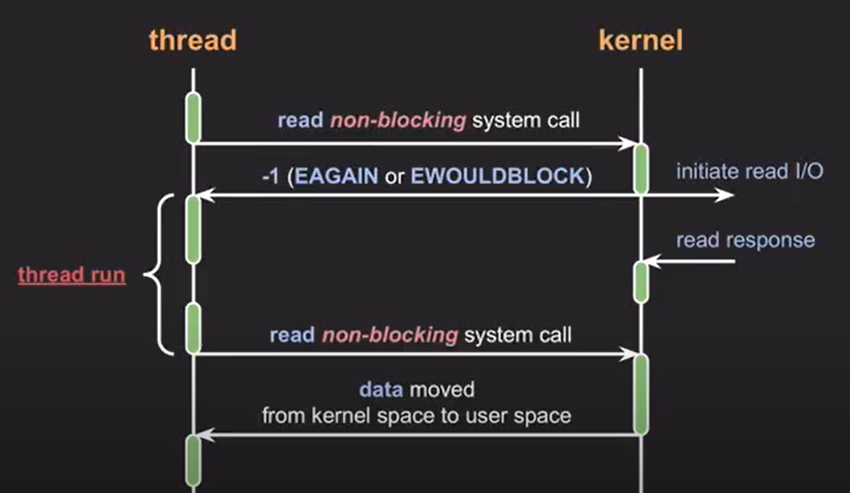 thread
kernel
read non-blocking system call
-1 (EAGAIN or EWOULDBLOCK)
initiate read I/O
read response
thread run
read non-blocking system call
data moved
from kernel space to user space